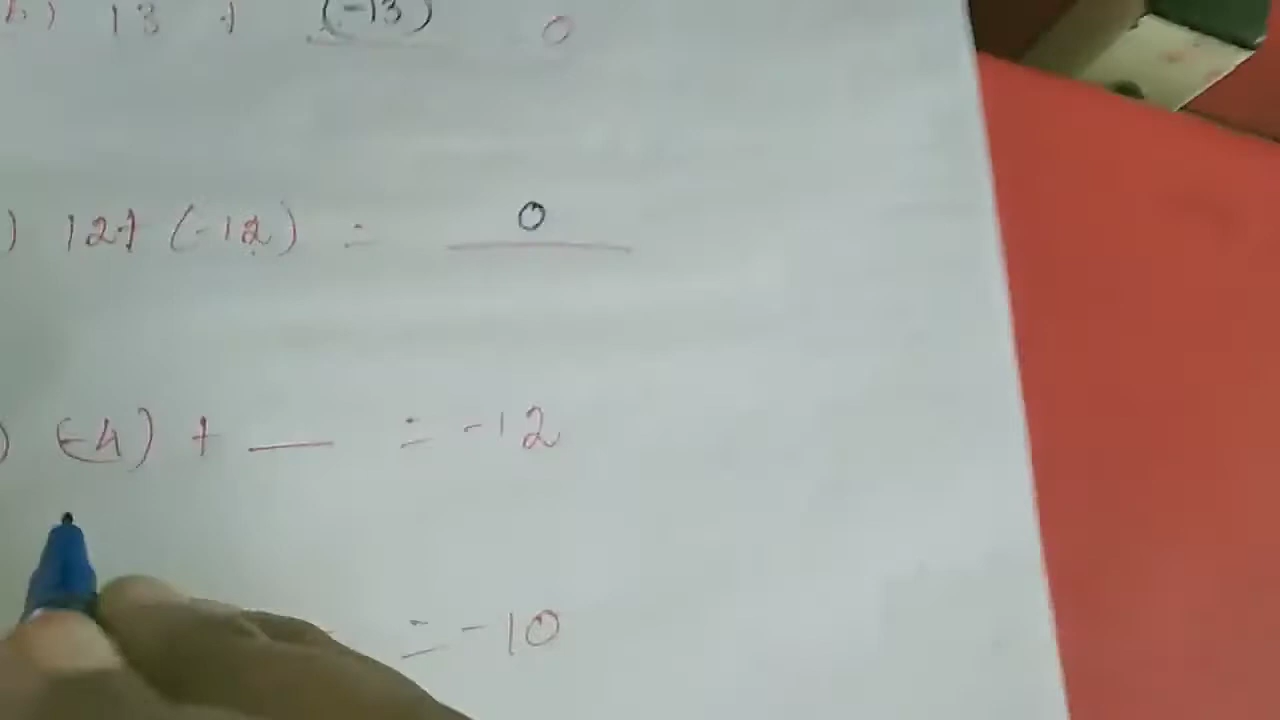 13 + (-13) 0
) 12+ (-12) = 0
) (-4) + ___ = -12
= -10